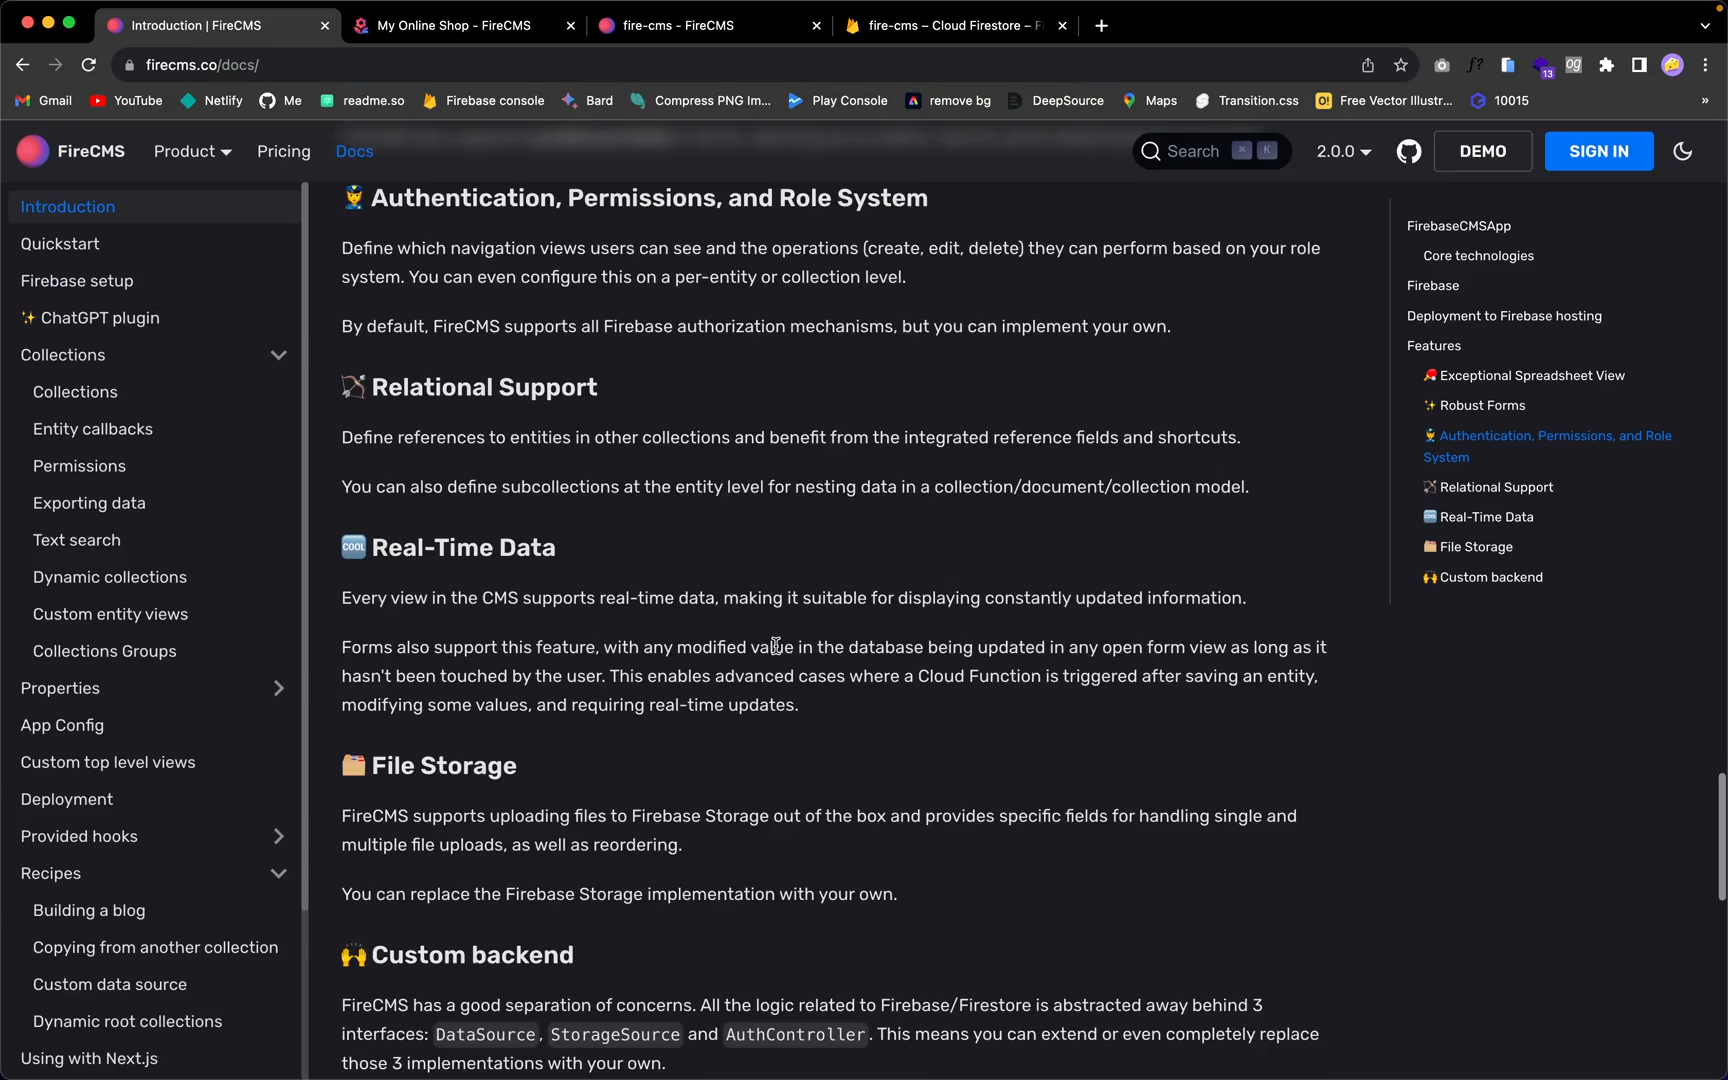 Introduction | FireCMS
My Online Shop - FireCMS
fire-cms - FireCMS
fire-cms – Cloud Firestore – Fi
firecms.co/docs/
13
Gmail
YouTube
Netlify
Me
readme.so
Firebase console
Bard
Compress PNG Im...
Play Console
remove bg
DeepSource
Maps
Transition.css
Free Vector Illustr...
10015
»
FireCMS
Product
Pricing
Docs
Search ⌘ K
2.0.0
DEMO
SIGN IN
Introduction
Quickstart
Firebase setup
✨ ChatGPT plugin
Collections
Collections
Entity callbacks
Permissions
Exporting data
Text search
Dynamic collections
Custom entity views
Collections Groups
Properties
App Config
Custom top level views
Deployment
Provided hooks
Recipes
Building a blog
Copying from another collection
Custom data source
Dynamic root collections
Using with Next.js
Authentication, Permissions, and Role System
Define which navigation views users can see and the operations (create, edit, delete) they can perform based on your role
system. You can even configure this on a per-entity or collection level.
By default, FireCMS supports all Firebase authorization mechanisms, but you can implement your own.
🏹 Relational Support
Define references to entities in other collections and benefit from the integrated reference fields and shortcuts.
You can also define subcollections at the entity level for nesting data in a collection/document/collection model.
🆒 Real-Time Data
Every view in the CMS supports real-time data, making it suitable for displaying constantly updated information.
Forms also support this feature, with any modified value in the database being updated in any open form view as long as it
hasn't been touched by the user. This enables advanced cases where a Cloud Function is triggered after saving an entity,
modifying some values, and requiring real-time updates.
🗂️ File Storage
FireCMS supports uploading files to Firebase Storage out of the box and provides specific fields for handling single and
multiple file uploads, as well as reordering.
You can replace the Firebase Storage implementation with your own.
🙌 Custom backend
FireCMS has a good separation of concerns. All the logic related to Firebase/Firestore is abstracted away behind 3
interfaces: DataSource, StorageSource and AuthController. This means you can extend or even completely replace
those 3 implementations with your own.
FirebaseCMSApp
Core technologies
Firebase
Deployment to Firebase hosting
Features
🏓 Exceptional Spreadsheet View
✨ Robust Forms
Authentication, Permissions, and Role
System
🏹 Relational Support
🆒 Real-Time Data
🗂️ File Storage
🙌 Custom backend